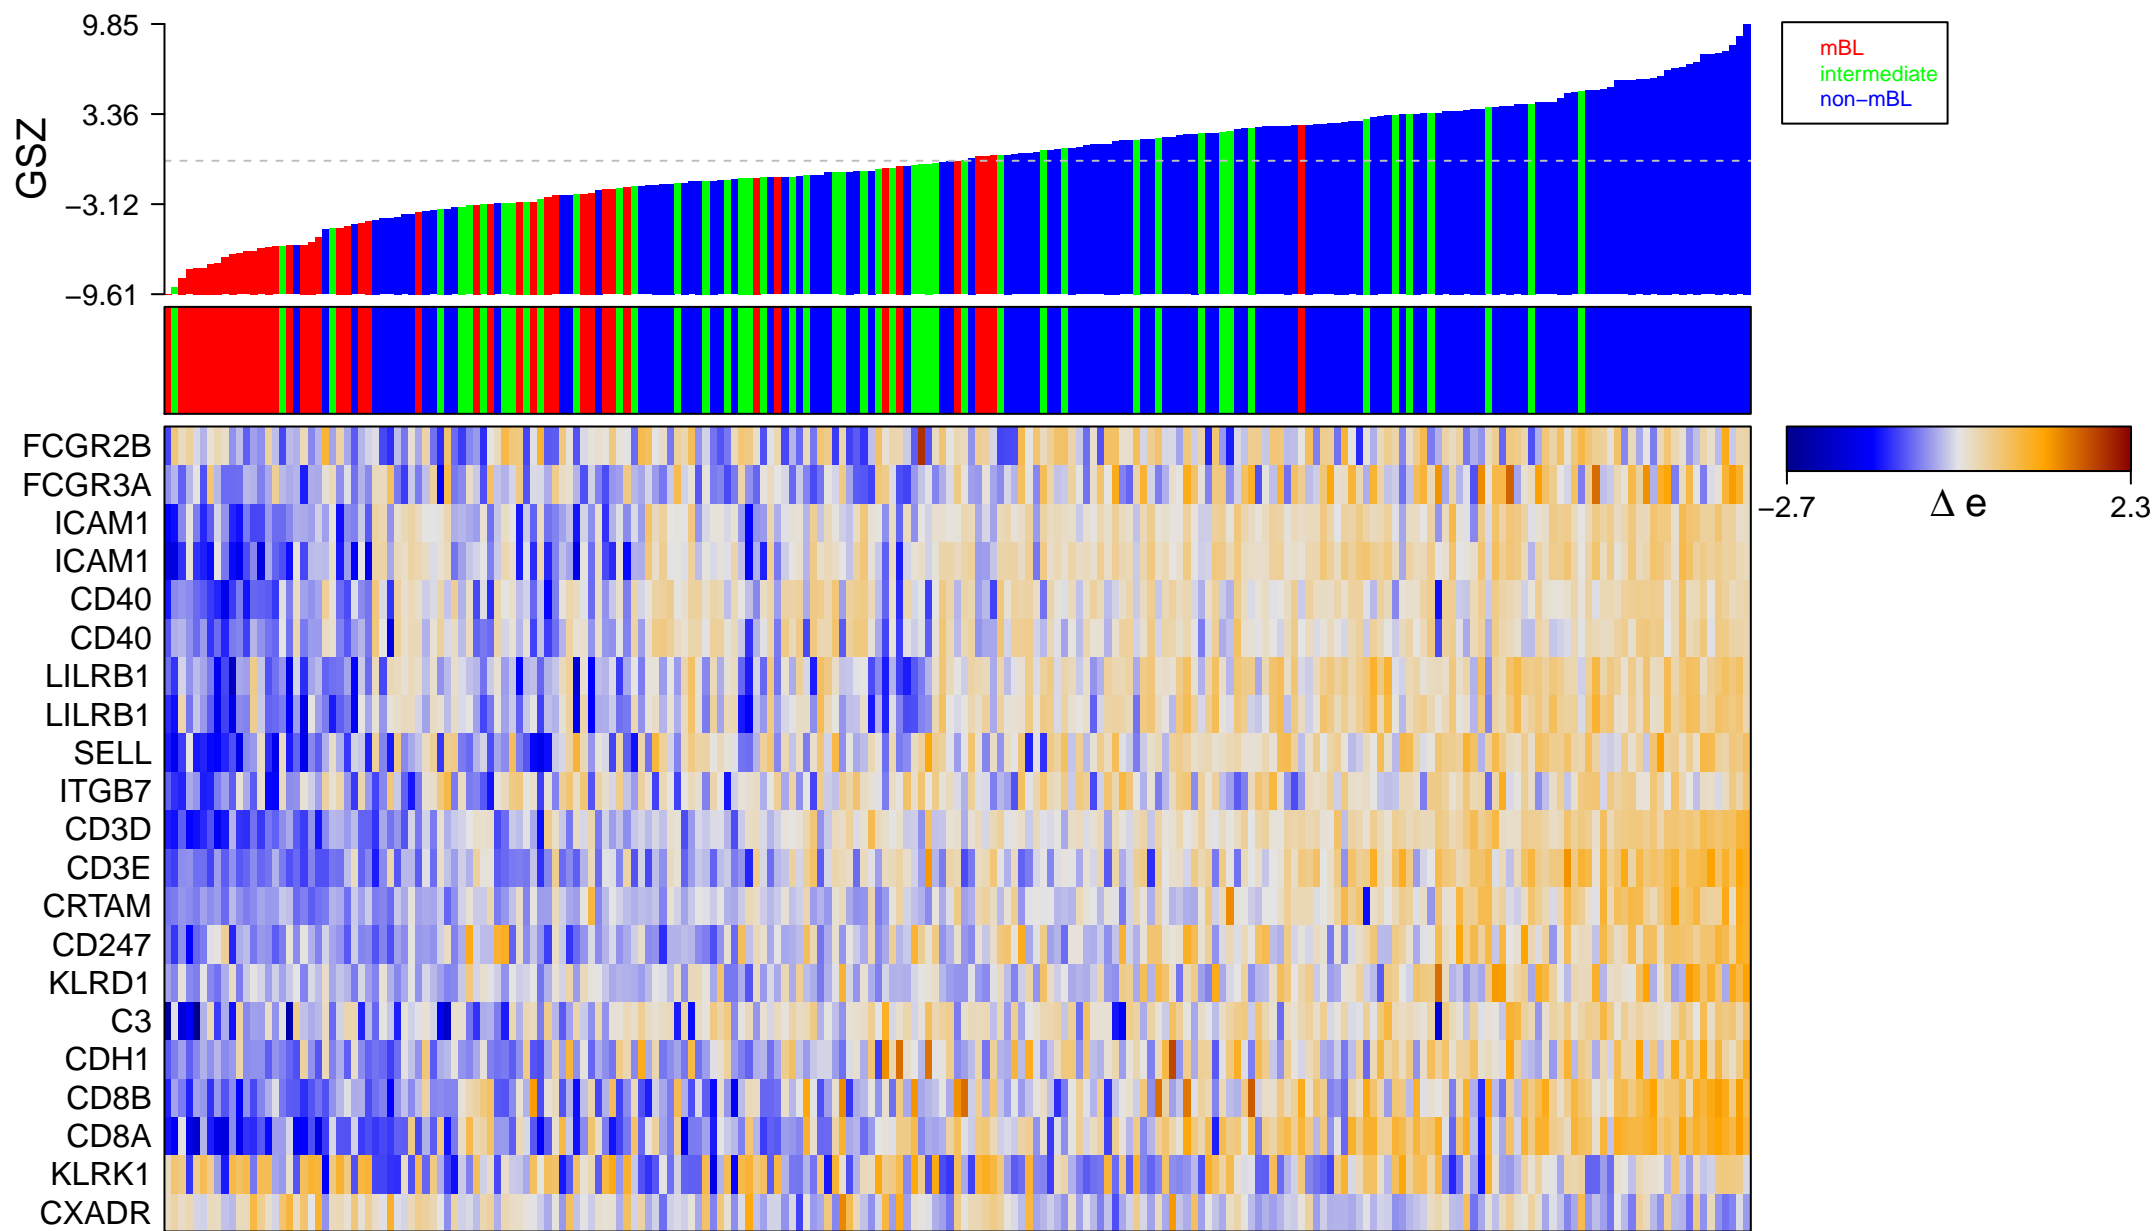 9.85
3.36
−3.12
−9.61
GSZ
mBL
intermediate
non−mBL
FCGR2B
FCGR3A
ICAM1
ICAM1
CD40
CD40
LILRB1
LILRB1
SELL
ITGB7
CD3D
CD3E
CRTAM
CD247
KLRD1
C3
CDH1
CD8B
CD8A
KLRK1
CXADR
−2.7
Δ e
2.3